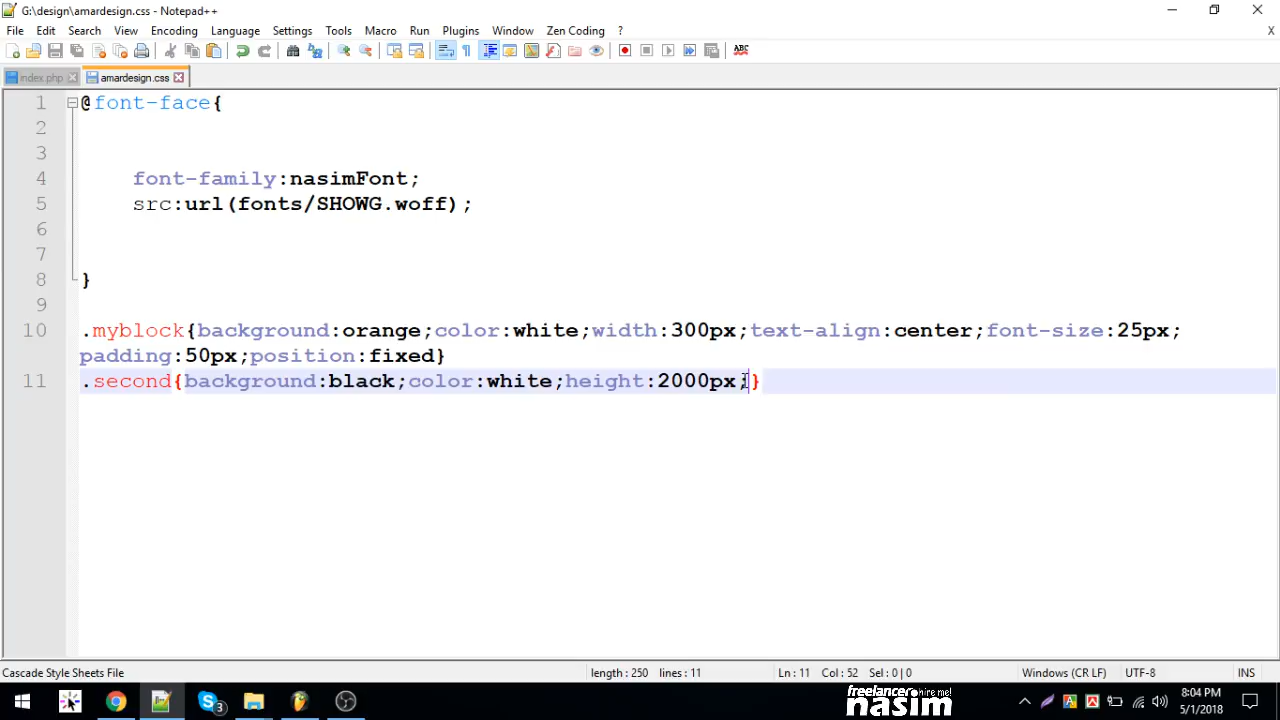 G:\design\amardesign.css - Notepad++
File Edit Search View Encoding Language Settings Tools Macro Run Plugins Window Zen Coding ? X
ABC
index.php amardesign.css
1 @font-face{
2
3
4 font-family:nasimFont;
5 src:url(fonts/SHOWG.woff);
6
7
8 }
9
10 .myblock{background:orange;color:white;width:300px;text-align:center;font-size:25px;
padding:50px;position:fixed}
11 .second{background:black;color:white;height:2000px;}
Cascade Style Sheets File length : 250 lines : 11 Ln : 11 Col : 52 Sel : 0 | 0 Windows (CR LF) UTF-8 INS
3
freelancer hire me!
nasim
8:04 PM
5/1/2018